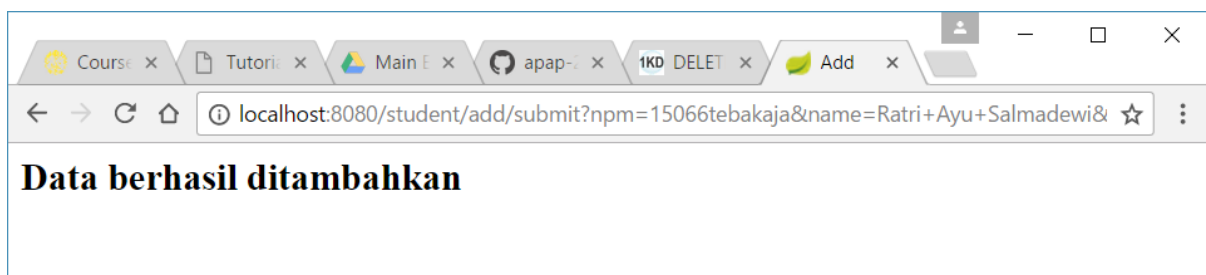 Course Tutoria Main E apap-2 1KD DELET Add
localhost:8080/student/add/submit?npm=15066tebakaja&name=Ratri+Ayu+Salmadewi&
Data berhasil ditambahkan